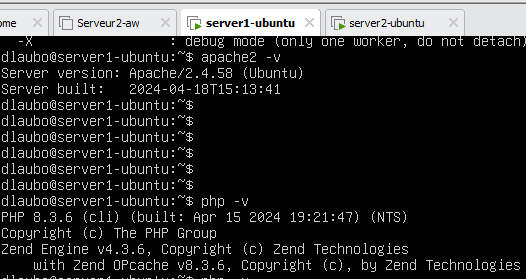 ome Serveur2-aw server1-ubuntu server2-ubuntu
-X : debug mode (only one worker, do not detach)
dlaubo@server1-ubuntu:~$ apache2 -v
Server version: Apache/2.4.58 (Ubuntu)
Server built: 2024-04-18T15:13:41
dlaubo@server1-ubuntu:~$
dlaubo@server1-ubuntu:~$
dlaubo@server1-ubuntu:~$
dlaubo@server1-ubuntu:~$
dlaubo@server1-ubuntu:~$
dlaubo@server1-ubuntu:~$ php -v
PHP 8.3.6 (cli) (built: Apr 15 2024 19:21:47) (NTS)
Copyright (c) The PHP Group
Zend Engine v4.3.6, Copyright (c) Zend Technologies
with Zend OPcache v8.3.6, Copyright (c), by Zend Technologies
dlaubo@server1-ubuntu:~$ php -v